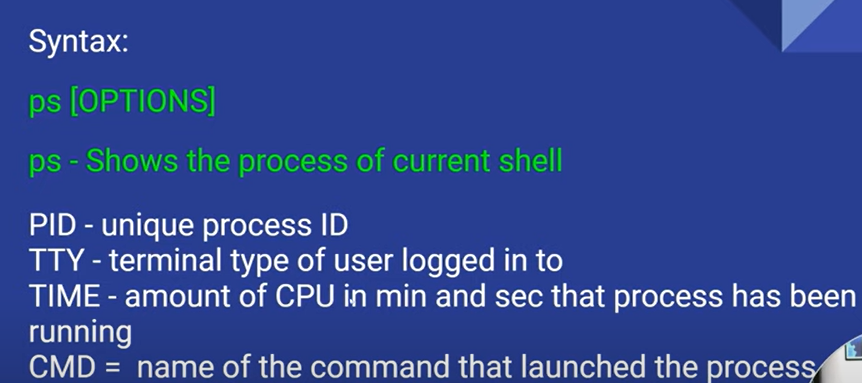 Syntax:
ps [OPTIONS]
ps - Shows the process of current shell
PID - unique process ID
TTY - terminal type of user logged in to
TIME - amount of CPU in min and sec that process has been
running
CMD =  name of the command that launched the process